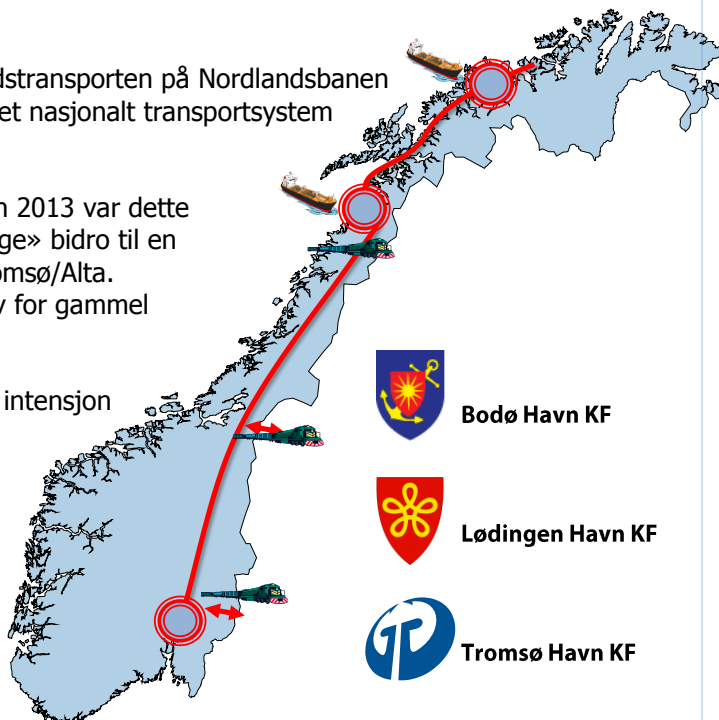 dstransporten på Nordlandsbanen
et nasjonalt transportsystem
n 2013 var dette
ge» bidro til en
omsø/Alta.
v for gammel
intensjon
Bodø Havn KF
Lødingen Havn KF
Tromsø Havn KF